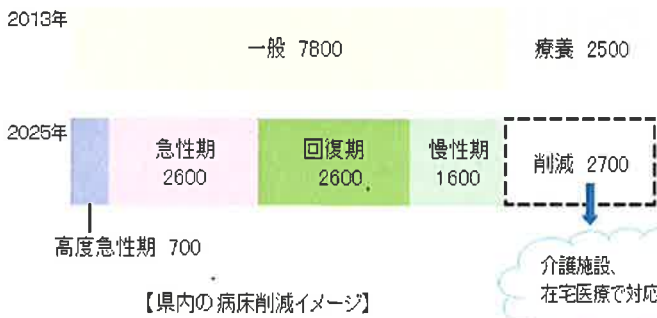 2013年
一般 7800
療養 2500
2025年
急性期
2600
回復期
2600
慢性期
1600
削減 2700
高度急性期 700
介護施設、
在宅医療で対応
【県内の病床削減イメージ】